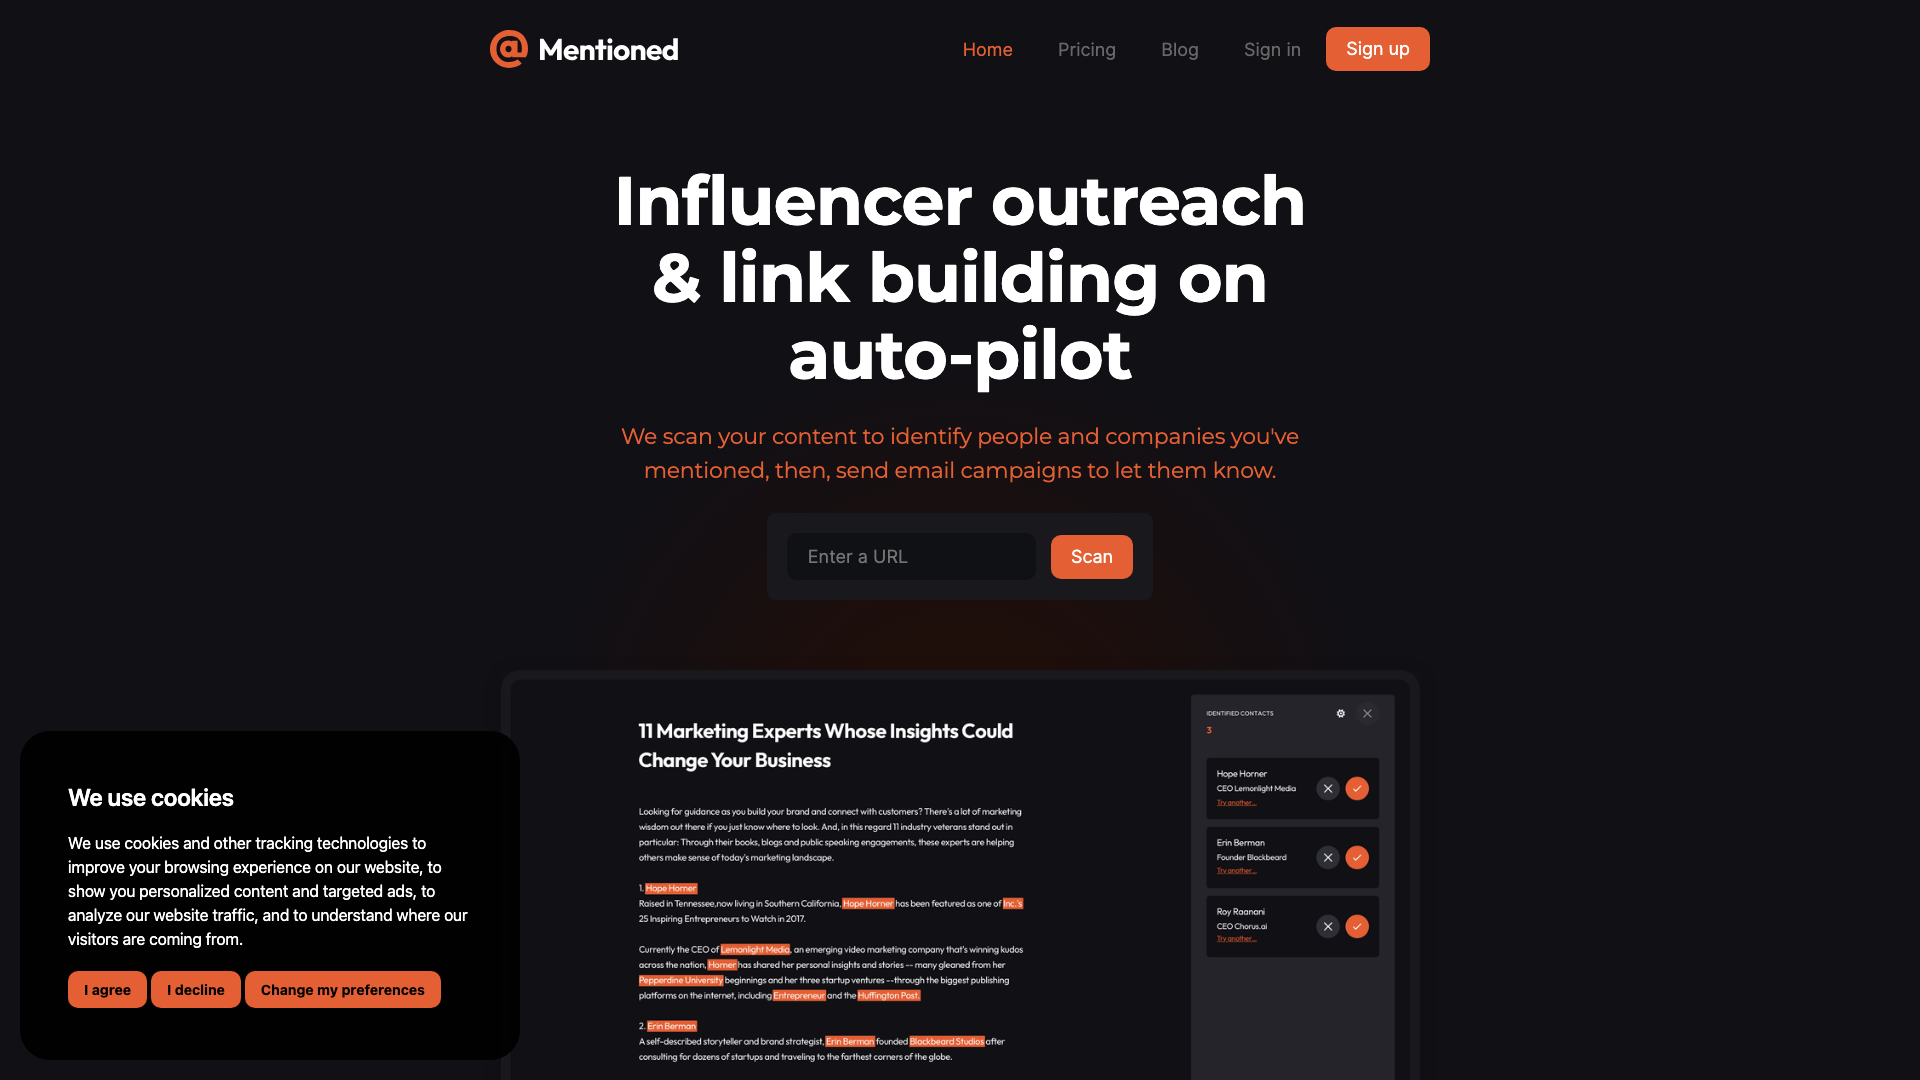 @ Mentioned
Home
Pricing
Blog
Sign in
Sign up
Influencer outreach
& link building on
auto-pilot
We scan your content to identify people and companies you've
mentioned, then, send email campaigns to let them know.
Enter a URL
Scan
11 Marketing Experts Whose Insights Could
Change Your Business
Looking for guidance as you build your brand and connect with customers? There's a lot of marketing
wisdom out there if you just know where to look. And, in this regard 11 industry veterans stand out in
particular: Through their books, blogs and public speaking engagements, these experts are helping
others make sense of today's marketing landscape.
1. Hope Horner
Raised in Tennessee,now living in Southern California, Hope Horner has been featured as one of Inc.'s
25 Inspiring Entrepreneurs to Watch in 2017.
Currently the CEO of Lemonlight Media, an emerging video marketing company that's winning kudos
across the nation, Horner has shared her personal insights and stories -- many gleaned from her
Pepperdine University beginnings and her three startup ventures --through the biggest publishing
platforms on the internet, including Entrepreneur and the Huffington Post.
2. Erin Berman
A self-described storyteller and brand strategist, Erin Berman founded Blackbeard Studios after
consulting for dozens of startups and traveling to the farthest corners of the globe.
IDENTIFIED CONTACTS
3
Hope Horner
CEO Lemonlight Media
Try another...
Erin Berman
Founder Blackbeard
Try another...
Roy Raanani
CEO Chorus.ai
Try another...
We use cookies
We use cookies and other tracking technologies to
improve your browsing experience on our website, to
show you personalized content and targeted ads, to
analyze our website traffic, and to understand where our
visitors are coming from.
I agree
I decline
Change my preferences